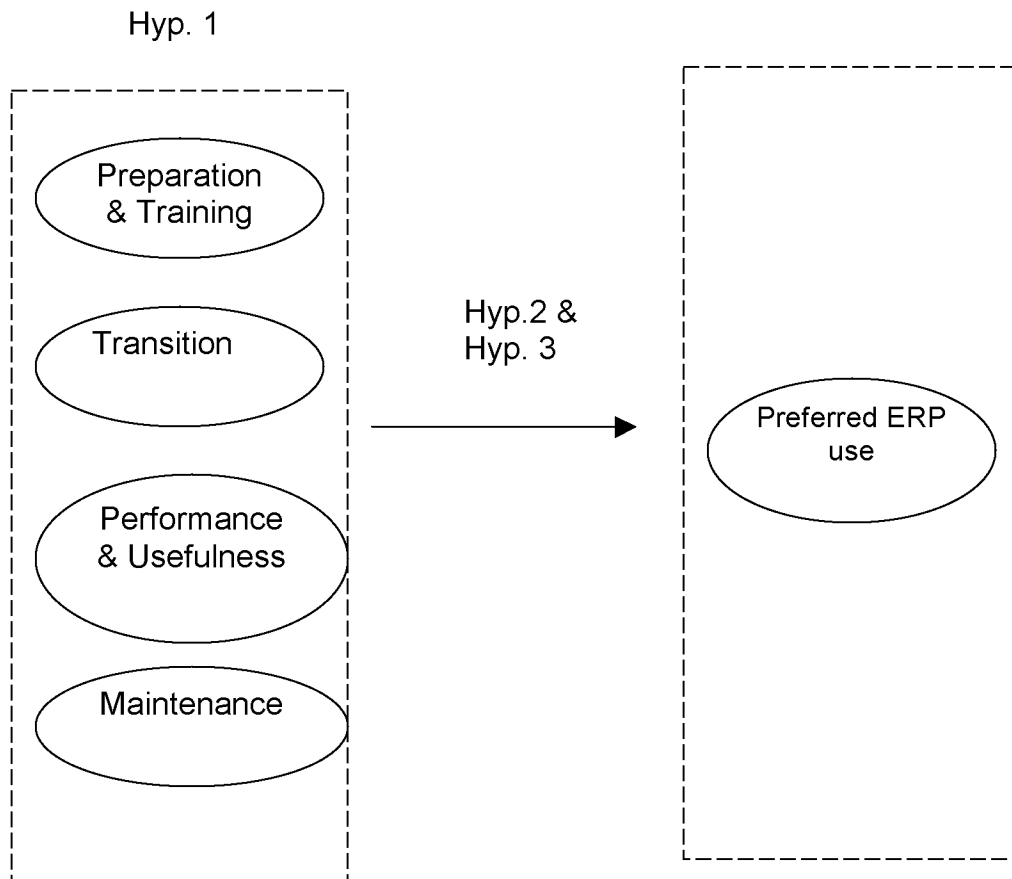 Hyp. 1
Preparation
& Training
Transition
Performance
& Usefulness
Maintenance
Hyp.2 &
Hyp. 3
Preferred ERP
use